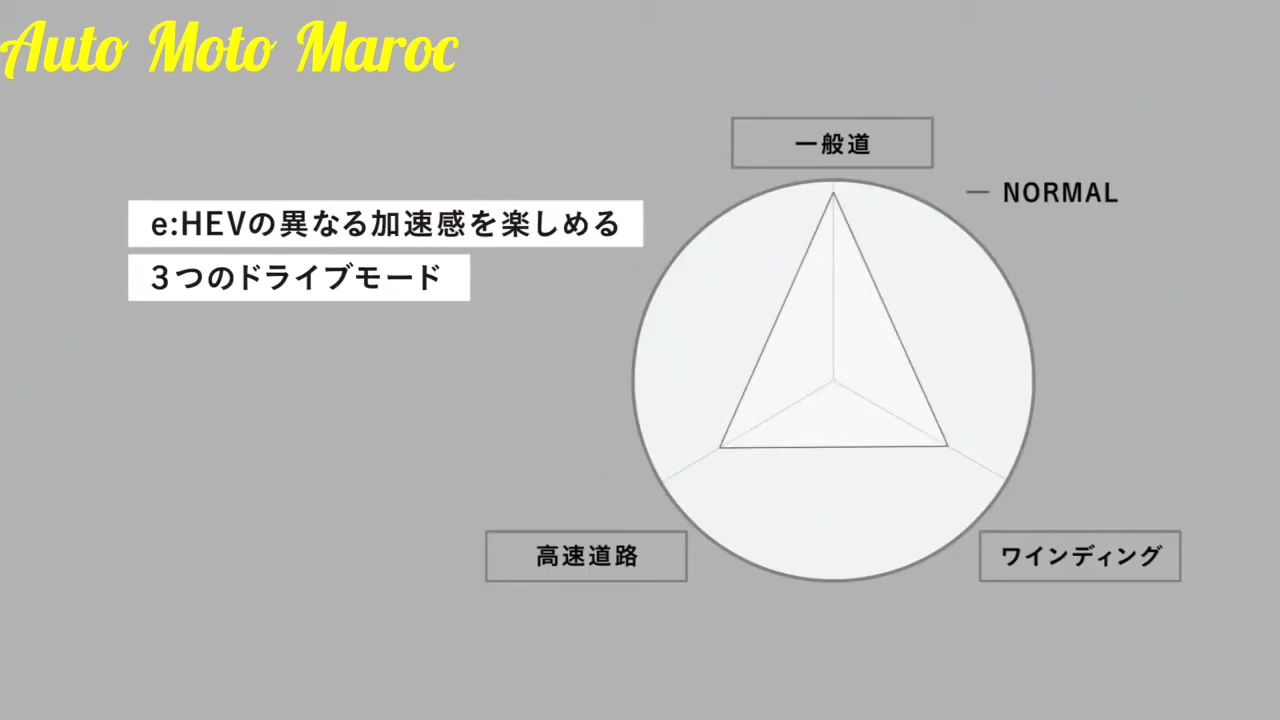 Auto Moto Maroc
一般道
NORMAL
e:HEVの異なる加速感を楽しめる
3つのドライブモード
高速道路
ワインディング